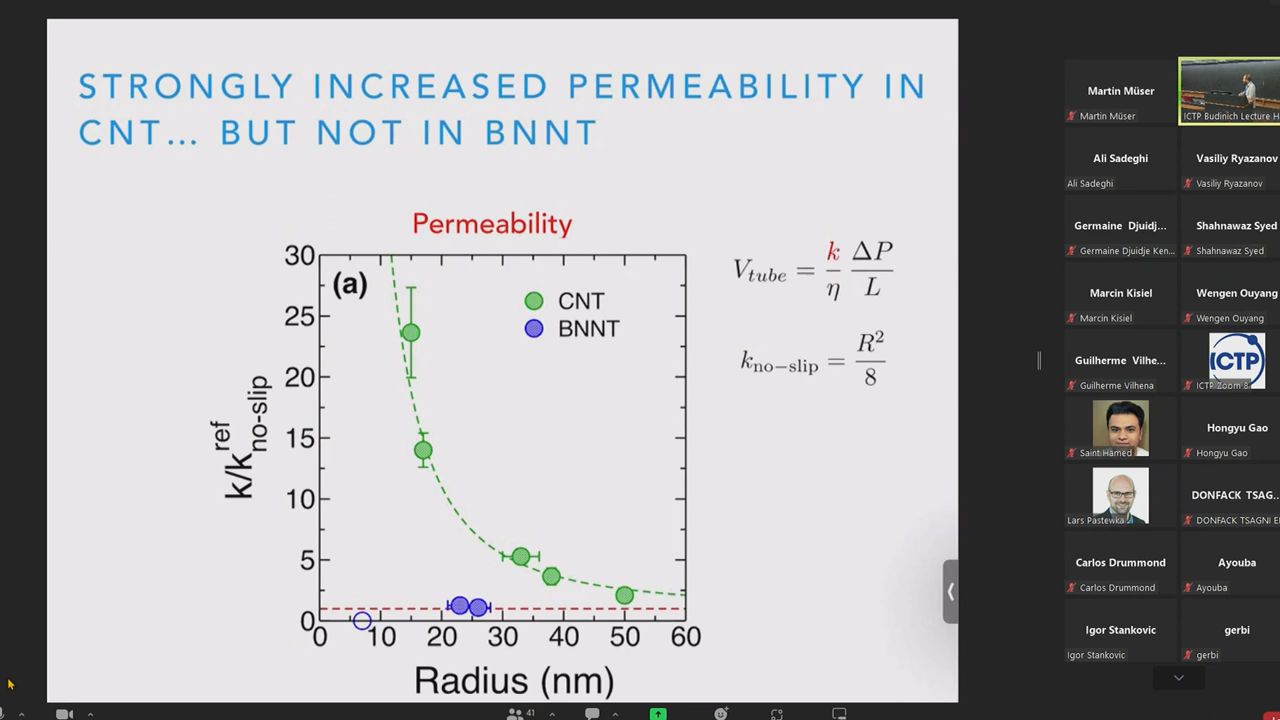 STRONGLY INCREASED PERMEABILITY IN
CNT... BUT NOT IN BNNT
Permeability
30
25
20
15
10
5
0
(a)
CNT
BNNT
k/k ref no-slip
0 10 20 30 40 50 60
Radius (nm)
V_tube = k/η ΔP/L
k_no−slip = R²/8
Martin Müser
Martin Müser
ICTP Budinich Lecture H
Ali Sadeghi
Ali Sadeghi
Vasiliy Ryazanov
Vasiliy Ryazanov
Germaine Djuidj...
Germaine Djuidje Ken...
Shahnawaz Syed
Shahnawaz Syed
Marcin Kisiel
Marcin Kisiel
Wengen Ouyang
Wengen Ouyang
Guilherme Vilhe...
Guilherme Vilhena
ICTP
ICTP Zoom 8
Saint Hamed
Hongyu Gao
Hongyu Gao
Lars Pastewka
DONFACK TSAG...
DONFACK TSAGNI E
Carlos Drummond
Carlos Drummond
Ayouba
Ayouba
Igor Stankovic
Igor Stankovic
gerbi
gerbi
41